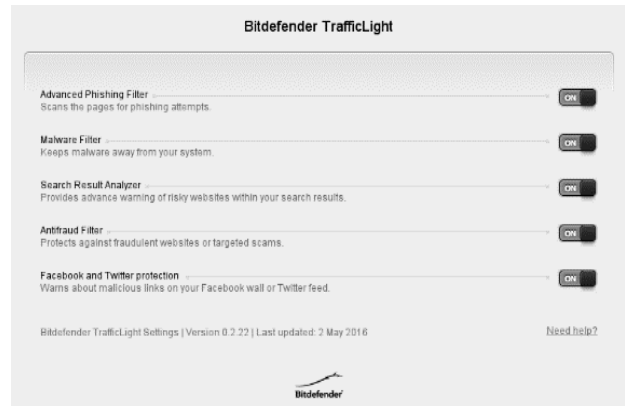 Bitdefender TrafficLight
Advanced Phishing Filter
ON
Scans the pages for phishing attempts.
Malware Filter
ON
Keeps malware away from your system.
Search Result Analyzer
ON
Provides advance warning of risky websites within your search results.
Antifraud Filter
ON
Protects against fraudulent websites or targeted scams.
Facebook and Twitter protection
ON
Warns about malicious links on your Facebook wall or Twitter feed.
Bitdefender TrafficLight Settings | Version 0.2.22 | Last updated: 2 May 2016
Need help?
Bitdefender